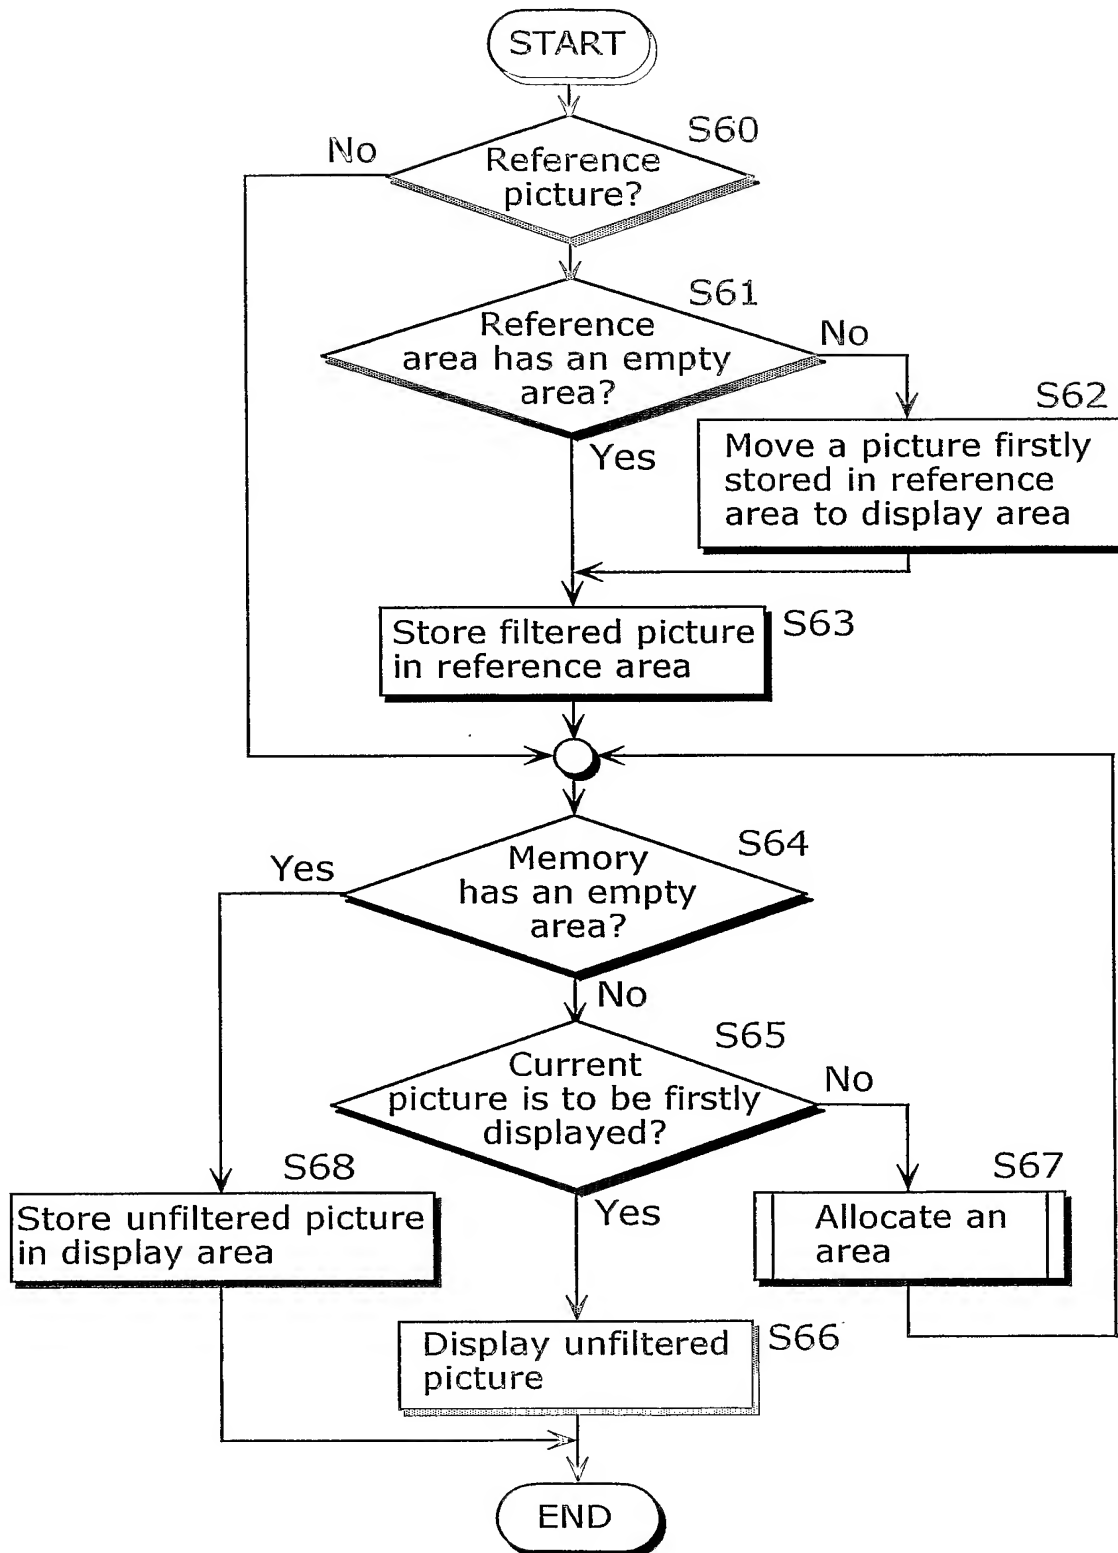 START
S60
No
Reference
picture?
S61
Reference
area has an empty
area?
No
Yes
S62
Move a picture firstly
stored in reference
area to display area
Store filtered picture
in reference area
S63
S64
Yes
Memory
has an empty
area?
No
S65
Current
picture is to be firstly
displayed?
No
Yes
S68
Store unfiltered picture
in display area
S67
Allocate an
area
Display unfiltered
picture
S66
END